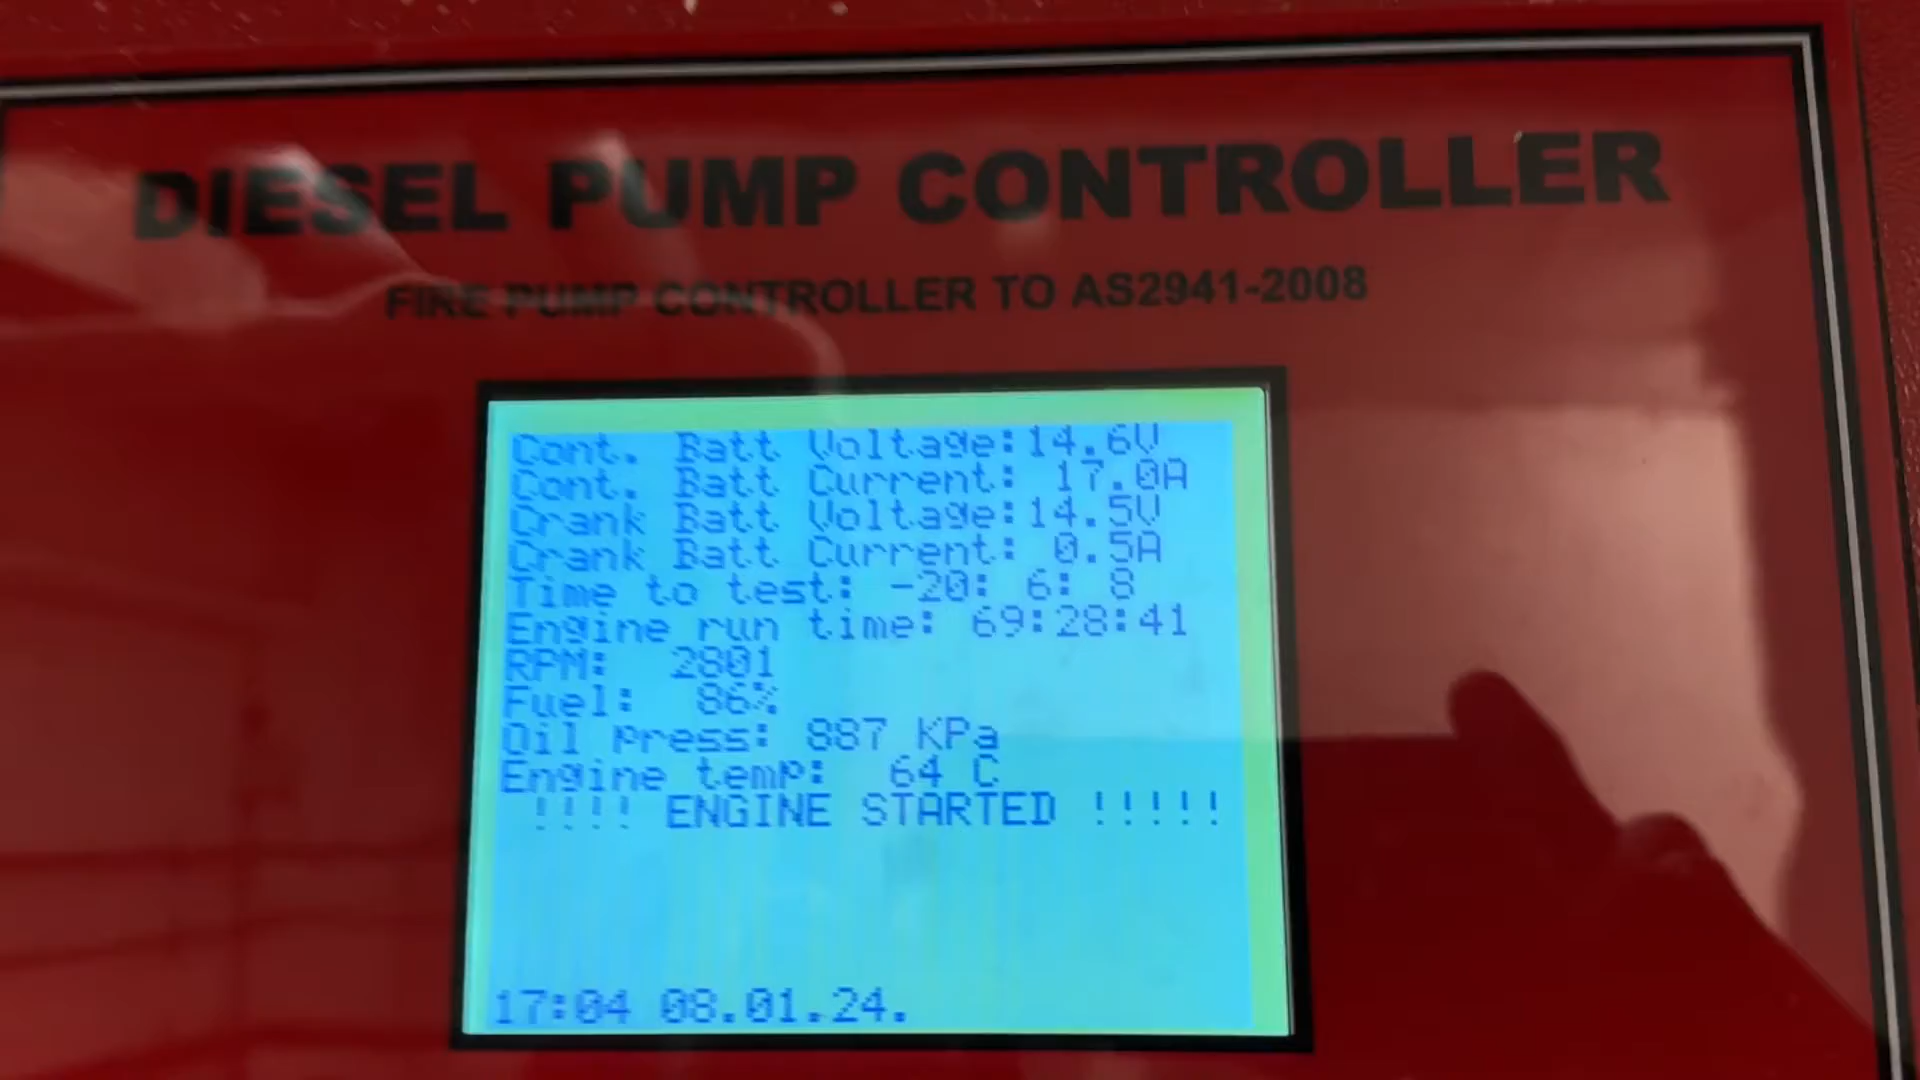 DIESEL PUMP CONTROLLER
FIRE PUMP CONTROLLER TO AS2941-2008
Cont. Batt Voltage:14.6V
Cont. Batt Current: 17.0A
Crank Batt Voltage:14.5V
Crank Batt Current: 0.5A
Time to test: -20: 6: 8
Engine run time: 69:28:41
RPM: 2801
Fuel: 86%
Oil press: 887 KPa
Engine temp: 64 C
!!!! ENGINE STARTED !!!!!
17:04 08.01.24.